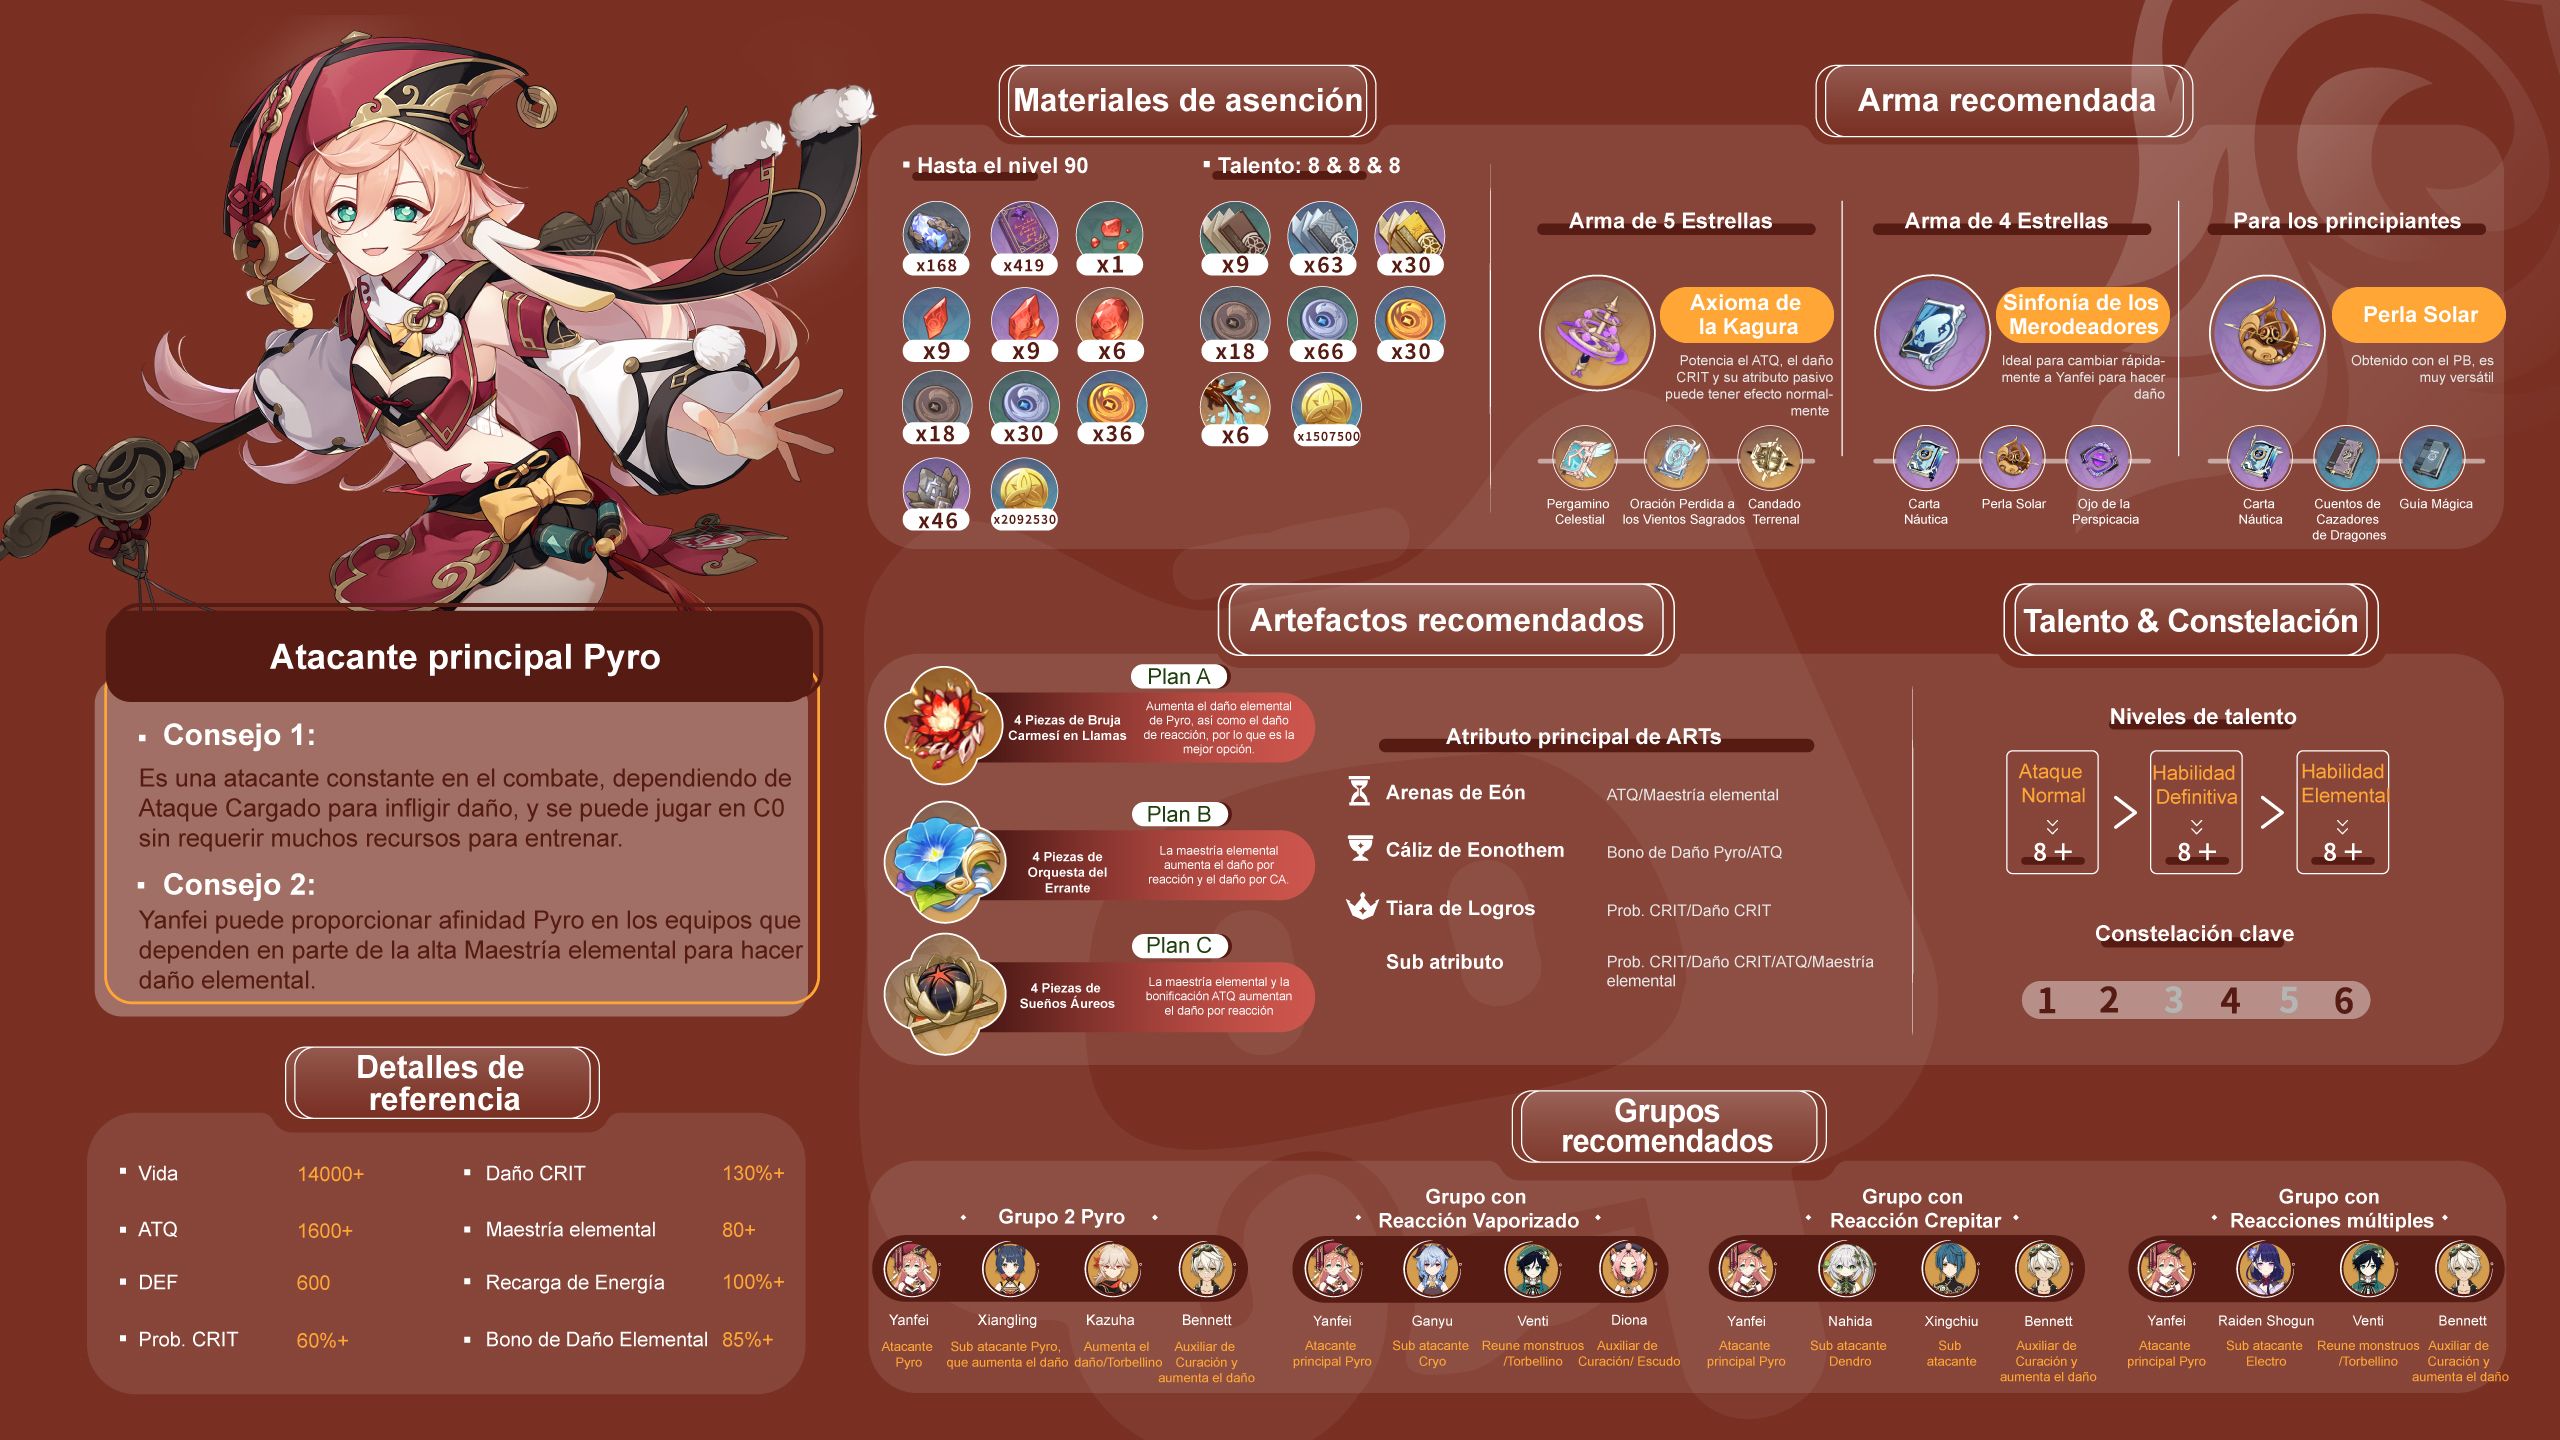 Materiales de asención
Hasta el nivel 90
x168
x419
x1
x9
x9
x6
x18
x30
x36
x46
x2092530
Talento: 8 & 8 & 8
x9
x63
x30
x18
x66
x30
x6
x1507500
Arma recomendada
Arma de 5 Estrellas
Axioma de
la Kagura
Potencia el ATQ, el daño
CRIT y su atributo pasivo
puede tener efecto normal-
mente
Pergamino
Celestial
Oración Perdida a
los Vientos Sagrados
Candado
Terrenal
Arma de 4 Estrellas
Sinfonía de los
Merodeadores
Ideal para cambiar rápida-
mente a Yanfei para hacer
daño
Carta
Náutica
Perla Solar
Ojo de la
Perspicacia
Para los principiantes
Perla Solar
Obtenido con el PB, es
muy versátil
Carta
Náutica
Cuentos de
Cazadores
de Dragones
Guía Mágica
Atacante principal Pyro
Consejo 1:
Es una atacante constante en el combate, dependiendo de
Ataque Cargado para infligir daño, y se puede jugar en C0
sin requerir muchos recursos para entrenar.
Consejo 2:
Yanfei puede proporcionar afinidad Pyro en los equipos que
dependen en parte de la alta Maestría elemental para hacer
daño elemental.
Artefactos recomendados
Plan A
4 Piezas de Bruja
Carmesí en Llamas
Aumenta el daño elemental
de Pyro, así como el daño
de reacción, por lo que es la
mejor opción.
Plan B
4 Piezas de
Orquesta del
Errante
La maestría elemental
aumenta el daño por
reacción y el daño por CA.
Plan C
4 Piezas de
Sueños Áureos
La maestría elemental y la
bonificación ATQ aumentan
el daño por reacción
Atributo principal de ARTs
Arenas de Eón ATQ/Maestría elemental
Cáliz de Eonothem Bono de Daño Pyro/ATQ
Tiara de Logros Prob. CRIT/Daño CRIT
Sub atributo Prob. CRIT/Daño CRIT/ATQ/Maestría
elemental
Talento & Constelación
Niveles de talento
Ataque
Normal
8 +
>
Habilidad
Definitiva
8 +
>
Habilidad
Elemental
8 +
Constelación clave
1 2 3 4 5 6
Detalles de
referencia
Vida 14000+
ATQ 1600+
DEF 600
Prob. CRIT 60%+
Daño CRIT 130%+
Maestría elemental 80+
Recarga de Energía 100%+
Bono de Daño Elemental 85%+
Grupos
recomendados
Grupo 2 Pyro
Yanfei
Atacante
Pyro
Xiangling
Sub atacante Pyro,
que aumenta el daño
Kazuha
Aumenta el
daño/Torbellino
Bennett
Auxiliar de
Curación y
aumenta el daño
Grupo con
Reacción Vaporizado
Yanfei
Atacante
principal Pyro
Ganyu
Sub atacante
Cryo
Venti
Reune monstruos
/Torbellino
Diona
Auxiliar de
Curación/ Escudo
Grupo con
Reacción Crepitar
Yanfei
Atacante
principal Pyro
Nahida
Sub atacante
Dendro
Xingchiu
Sub
atacante
Bennett
Auxiliar de
Curación y
aumenta el daño
Grupo con
Reacciones múltiples
Yanfei
Atacante
principal Pyro
Raiden Shogun
Sub atacante
Electro
Venti
Reune monstruos
/Torbellino
Bennett
Auxiliar de
Curación y
aumenta el daño